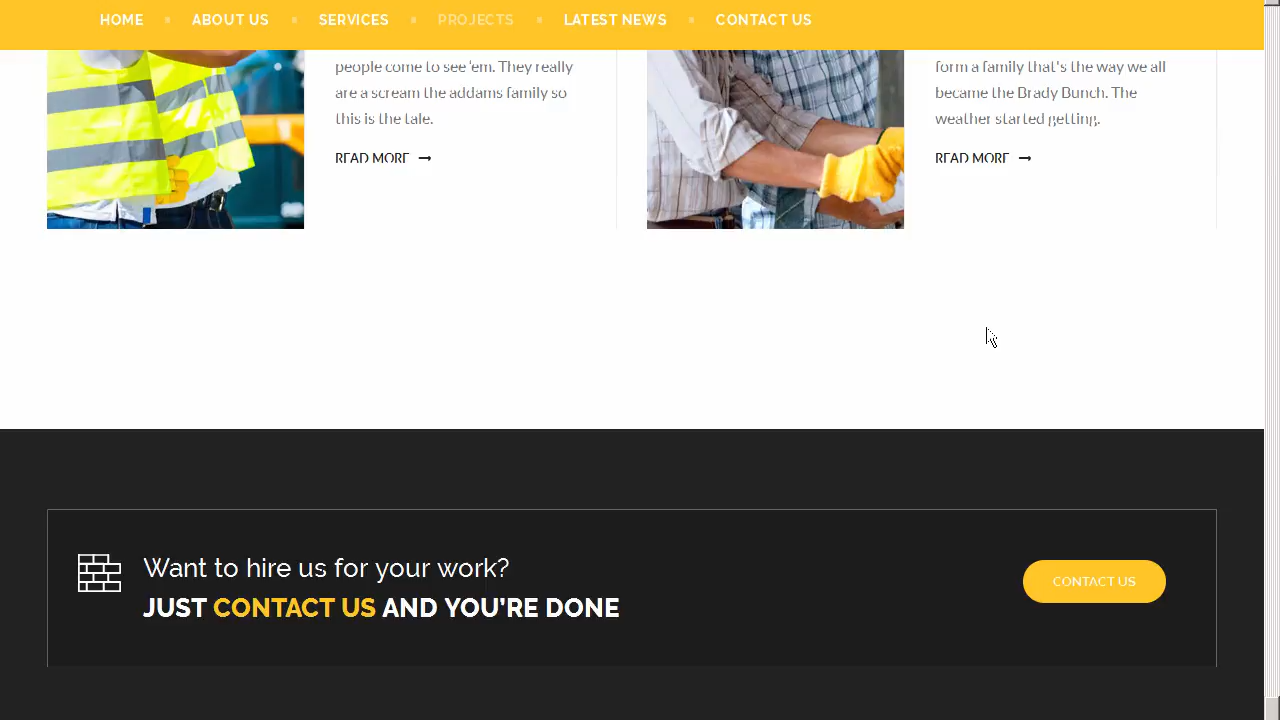 HOME
ABOUT US
SERVICES
PROJECTS
LATEST NEWS
CONTACT US
people come to see 'em. They really
are a scream the addams family so
this is the tale.
READ MORE →
form a family that's the way we all
became the Brady Bunch. The
weather started getting.
READ MORE →
Want to hire us for your work?
JUST CONTACT US AND YOU'RE DONE
CONTACT US